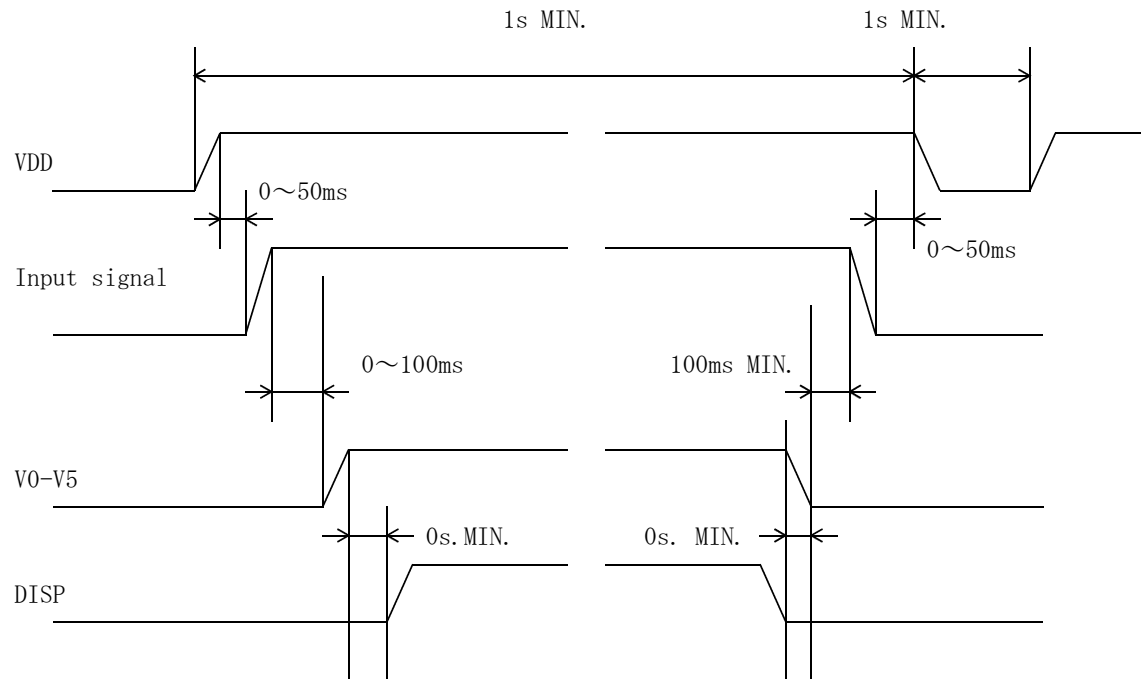 1s MIN.
1s MIN.
VDD
0～50ms
0～50ms
Input signal
0～100ms
100ms MIN.
V0-V5
0s.MIN.
0s. MIN.
DISP